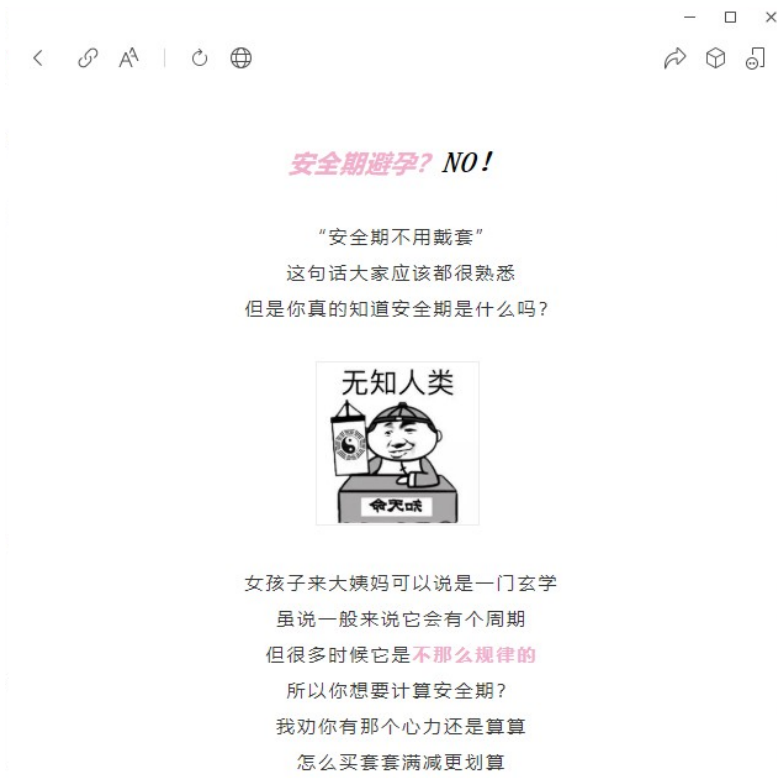 安全期避孕？NO！
“安全期不用戴套”
这句话大家应该都很熟悉
但是你真的知道安全期是什么吗？
无知人类
知天命
女孩子来大姨妈可以说是一门玄学
虽说一般来说它会有个周期
但很多时候它是不那么规律的
所以你想要计算安全期？
我劝你有那个心力还是算算
怎么买套套满减更划算